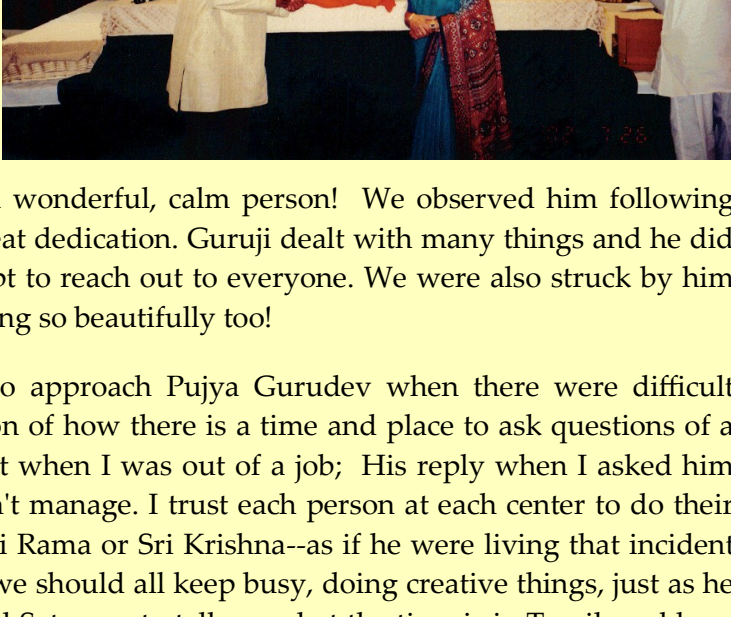 wonderful, calm person! We observed him following
eat dedication. Guruji dealt with many things and he did
pt to reach out to everyone. We were also struck by him
ng so beautifully too!
o approach Pujya Gurudev when there were difficult
on of how there is a time and place to ask questions of a
t when I was out of a job; His reply when I asked him
n't manage. I trust each person at each center to do their
i Rama or Sri Krishna--as if he were living that incident
we should all keep busy, doing creative things, just as he